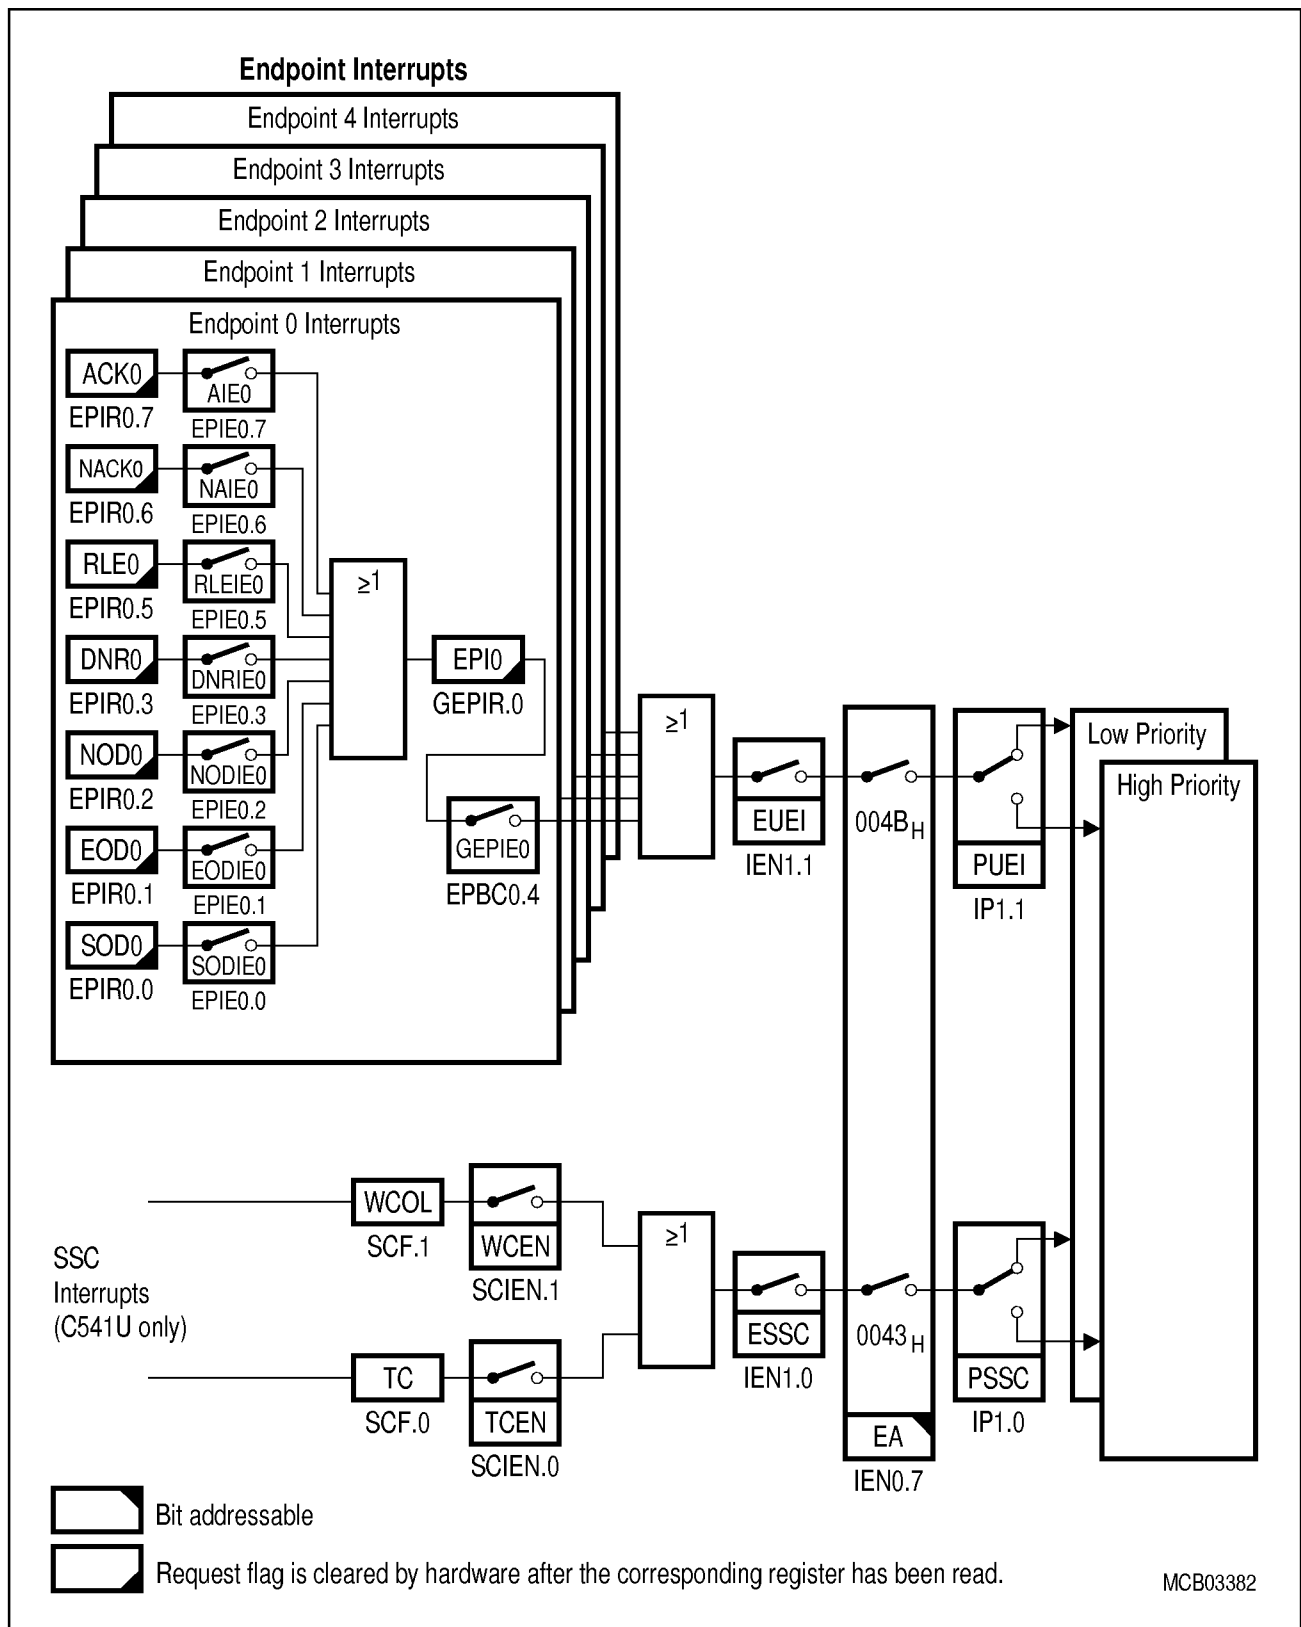 Endpoint Interrupts
Endpoint 4 Interrupts
Endpoint 3 Interrupts
Endpoint 2 Interrupts
Endpoint 1 Interrupts
Endpoint 0 Interrupts
ACK0
AIE0
EPIR0.7
EPIE0.7
NACK0
NAIE0
EPIR0.6
EPIE0.6
RLE0
RLEIE0
EPIR0.5
EPIE0.5
≥1
DNR0
DNRIE0
EPIR0.3
EPIE0.3
EPI0
GEPIR.0
NOD0
NODIE0
EPIR0.2
EPIE0.2
EOD0
EODIE0
EPIR0.1
EPIE0.1
GEPIE0
EPBC0.4
SOD0
SODIE0
EPIR0.0
EPIE0.0
≥1
EUEI
IEN1.1
004BH
PUEI
IP1.1
Low Priority
High Priority
SSC
Interrupts
(C541U only)
WCOL
SCF.1
WCEN
SCIEN.1
TC
SCF.0
TCEN
SCIEN.0
≥1
ESSC
IEN1.0
0043H
EA
IEN0.7
PSSC
IP1.0
Bit addressable
Request flag is cleared by hardware after the corresponding register has been read.
MCB03382